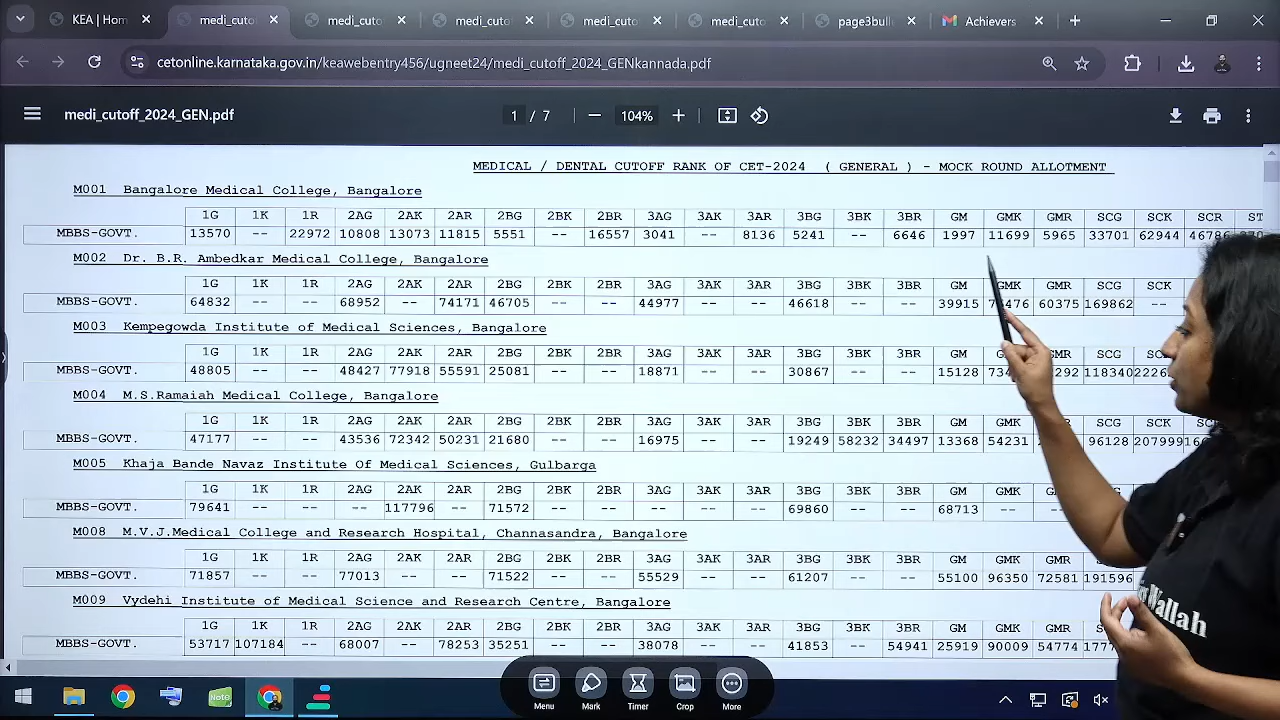 KEA | Hom
medi_cuto
medi_cuto
medi_cuto
medi_cuto
medi_cuto
page3bull
Achievers
cetonline.karnataka.gov.in/keawebentry456/ugneet24/medi_cutoff_2024_GENkannada.pdf
medi_cutoff_2024_GEN.pdf
1 / 7
104%
MEDICAL / DENTAL CUTOFF RANK OF CET-2024 ( GENERAL ) - MOCK ROUND ALLOTMENT
M001 Bangalore Medical College, Bangalore
1G 1K 1R 2AG 2AK 2AR 2BG 2BK 2BR 3AG 3AK 3AR 3BG 3BK 3BR GM GMK GMR SCG SCK SCR ST
MBBS-GOVT. 13570 -- 22972 10808 13073 11815 5551 -- 16557 3041 -- 8136 5241 -- 6646 1997 11699 5965 33701 62944 46786
M002 Dr. B.R. Ambedkar Medical College, Bangalore
1G 1K 1R 2AG 2AK 2AR 2BG 2BK 2BR 3AG 3AK 3AR 3BG 3BK 3BR GM GMK GMR SCG SCK
MBBS-GOVT. 64832 -- -- 68952 -- 74171 46705 -- -- 44977 -- -- 46618 -- -- 39915 60375 169862 --
M003 Kempegowda Institute of Medical Sciences, Bangalore
1G 1K 1R 2AG 2AK 2AR 2BG 2BK 2BR 3AG 3AK 3AR 3BG 3BK 3BR GM GMK GMR SCG SCK
MBBS-GOVT. 48805 -- -- 48427 77918 55591 25081 -- -- 18871 -- -- 30867 -- -- 15128 118340
M004 M.S.Ramaiah Medical College, Bangalore
1G 1K 1R 2AG 2AK 2AR 2BG 2BK 2BR 3AG 3AK 3AR 3BG 3BK 3BR GM GMK SCG SCK
MBBS-GOVT. 47177 -- -- 43536 72342 50231 21080 -- -- 16975 -- -- 19249 58232 34497 13368 54231 96128 207999
M005 Khaja Bande Navaz Institute Of Medical Sciences, Gulbarga
1G 1K 1R 2AG 2AK 2AR 2BG 2BK 2BR 3AG 3AK 3AR 3BG 3BK 3BR GM GMK GMR
MBBS-GOVT. 79641 -- -- -- 117796 -- 71572 -- -- -- -- -- 69860 -- -- 68713 -- --
M008 M.V.J.Medical College and Research Hospital, Channasandra, Bangalore
1G 1K 1R 2AG 2AK 2AR 2BG 2BK 2BR 3AG 3AK 3AR 3BG 3BK 3BR GM GMK GMR SCG
MBBS-GOVT. 71857 -- -- 77013 -- -- 71522 -- -- 55529 -- -- 61207 -- -- 55100 96350 72581 191596
M009 Vydehi Institute of Medical Science and Research Centre, Bangalore
1G 1K 1R 2AG 2AK 2AR 2BG 2BK 2BR 3AG 3AK 3AR 3BG 3BK 3BR GM GMK GMR
MBBS-GOVT. 53717 107184 -- 68007 -- 78253 35251 -- -- 38078 -- -- 41853 -- 54941 25919 90009 54774
Wallah
Menu Mark Timer Crop More
Note